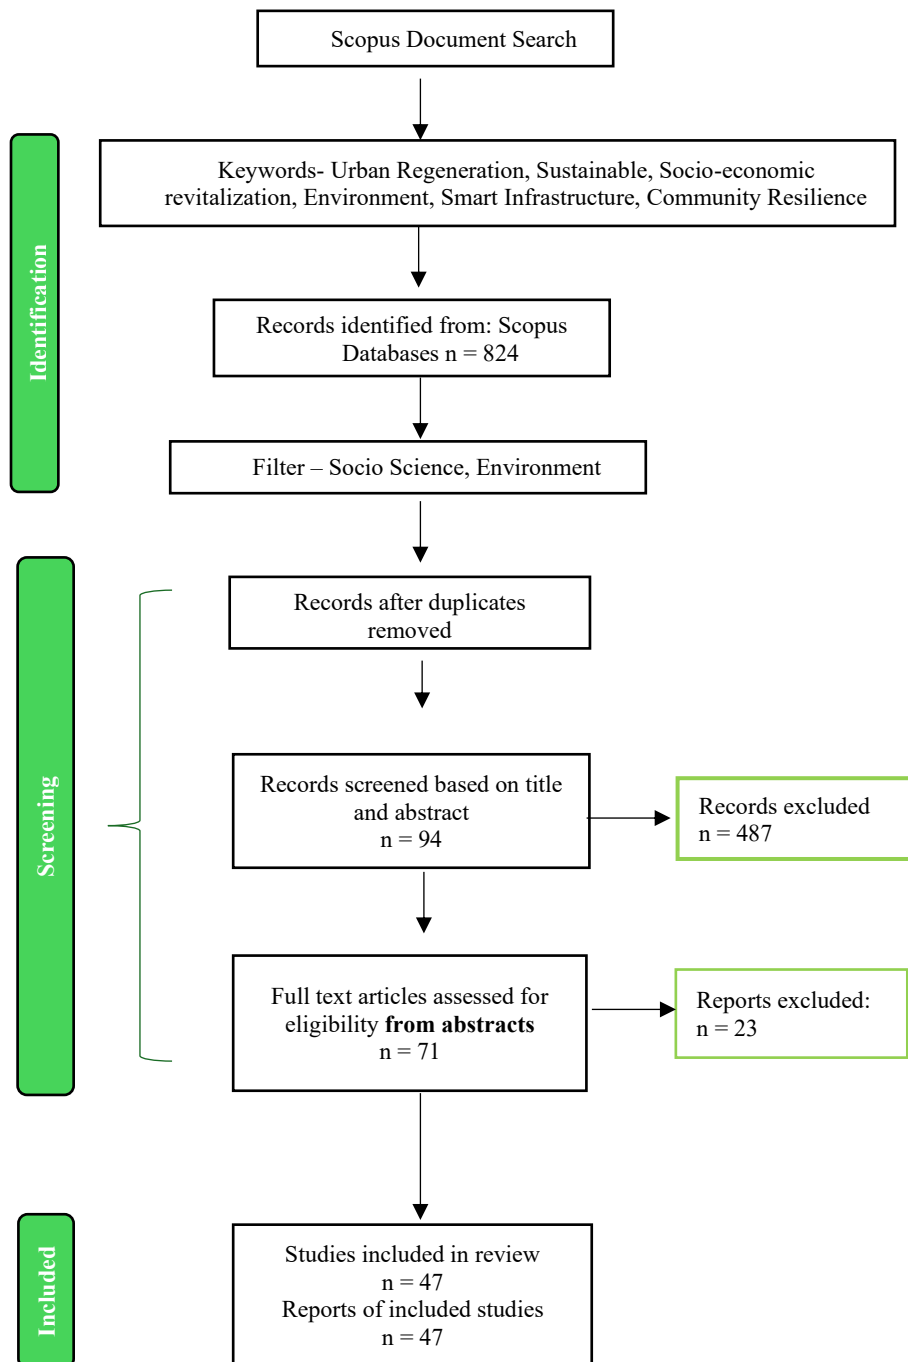 Scopus Document Search
Identification
Keywords- Urban Regeneration, Sustainable, Socio-economic
revitalization, Environment, Smart Infrastructure, Community Resilience
Records identified from: Scopus
Databases n = 824
Filter – Socio Science, Environment
Screening
Records after duplicates
removed
Records screened based on title
and abstract
n = 94
Records excluded
n = 487
Full text articles assessed for
eligibility from abstracts
n = 71
Reports excluded:
n = 23
Included
Studies included in review
n = 47
Reports of included studies
n = 47